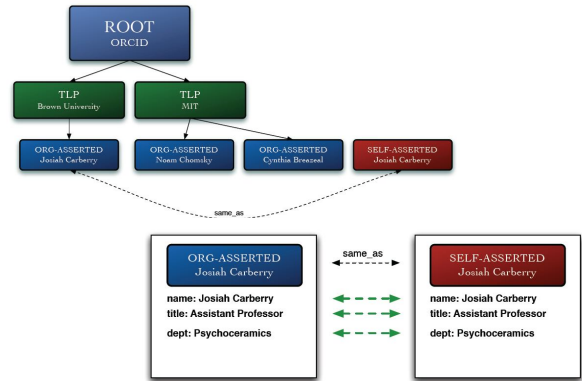 ROOT
ORCID
TLP
Brown University
TLP
MIT
ORG-ASSERTED
Josiah Carberry
ORG-ASSERTED
Noam Chomsky
ORG-ASSERTED
Cynthia Breazeal
SELF-ASSERTED
Josiah Carberry
same_as
ORG-ASSERTED
Josiah Carberry
same_as
SELF-ASSERTED
Josiah Carberry
name: Josiah Carberry
title: Assistant Professor
dept: Psychoceramics
name: Josiah Carberry
title: Assistant Professor
dept: Psychoceramics